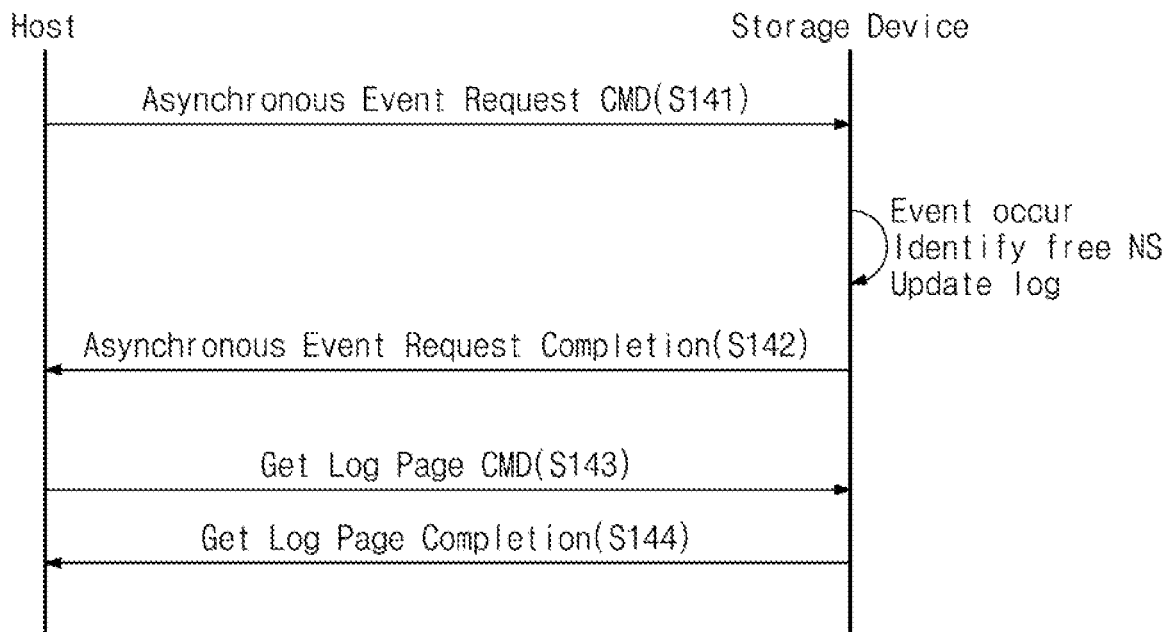 Host
Storage Device
Asynchronous Event Request CMD(S141)
Event occur
Identify free NS
Update log
Asynchronous Event Request Completion(S142)
Get Log Page CMD(S143)
Get Log Page Completion(S144)